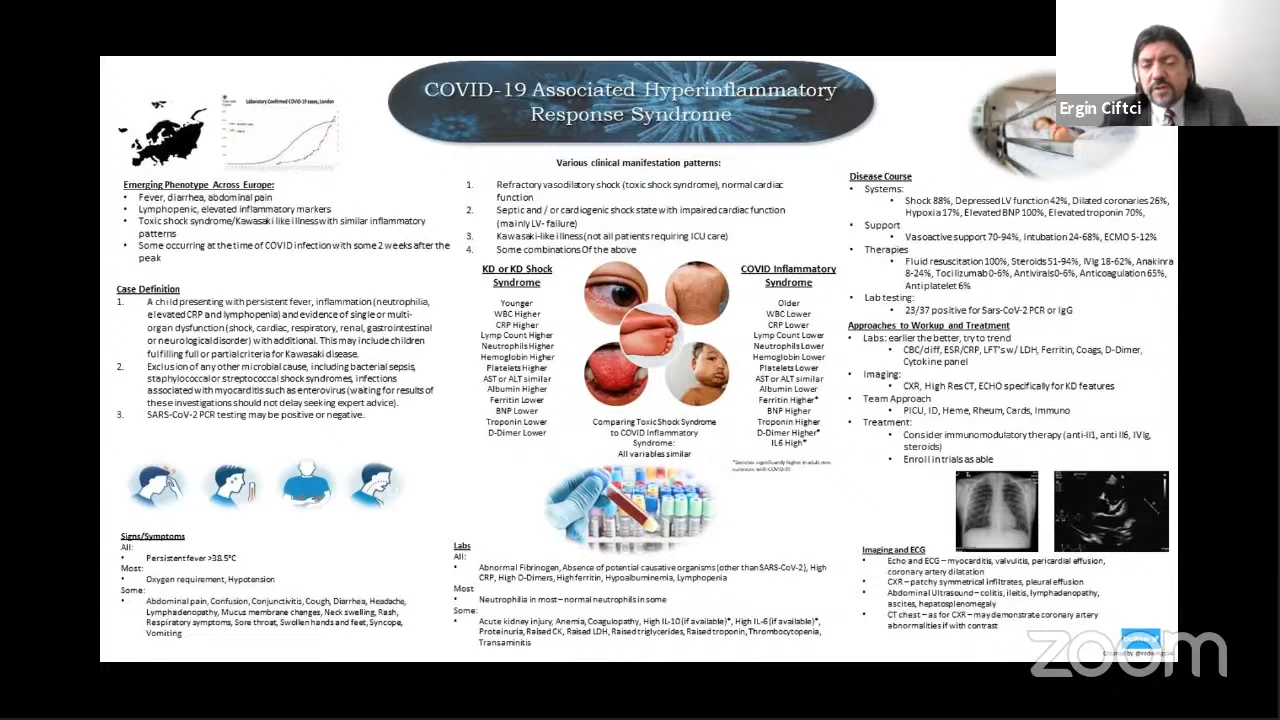 COVID-19 Associated Hyperinflammatory
Response Syndrome
Ergin Ciftci
Laboratory Confirmed COVID-19 cases, London
Emerging Phenotype Across Europe:
• Fever, diarrhea, abdominal pain
• Lymphopenic, elevated inflammatory markers
• Toxic shock syndrome/Kawasaki like illness with similar inflammatory
patterns
• Some occurring at the time of COVID infection with some 2 weeks after the
peak
Case Definition
1. A child presenting with persistent fever, inflammation (neutrophilia,
elevated CRP and lymphopenia) and evidence of single or multi-
organ dysfunction (shock, cardiac, respiratory, renal, gastrointestinal
or neurological disorder) with additional. This may include children
fulfilling full or partial criteria for Kawasaki disease.
2. Exclusion of any other microbial cause, including bacterial sepsis,
staphylococcal or streptococcal shock syndromes, infections
associated with myocarditis such as enterovirus (waiting for results of
these investigations should not delay seeking expert advice).
3. SARS-CoV-2 PCR testing may be positive or negative.
Signs/Symptoms
All:
• Persistent fever >38.5°C
Most:
• Oxygen requirement, Hypotension
Some:
• Abdominal pain, Confusion, Conjunctivitis, Cough, Diarrhea, Headache,
Lymphadenopathy, Mucus membrane changes, Neck swelling, Rash,
Respiratory symptoms, Sore throat, Swollen hands and feet, Syncope,
Vomiting
Various clinical manifestation patterns:
1. Refractory vasodilatory shock (toxic shock syndrome), normal cardiac
function
2. Septic and / or cardiogenic shock state with impaired cardiac function
(mainly LV- failure)
3. Kawasaki-like illness (not all patients requiring ICU care)
4. Some combinations Of the above
KD or KD Shock
Syndrome
Younger
WBC Higher
CRP Higher
Lymp Count Higher
Neutrophils Higher
Hemoglobin Higher
Platelets Higher
AST or ALT similar
Albumin Higher
Ferritin Lower
BNP Lower
Troponin Lower
D-Dimer Lower
Comparing Toxic Shock Syndrome
to COVID Inflammatory
Syndrome:
All variables similar
COVID Inflammatory
Syndrome:
Older
WBC Lower
CRP Lower
Lymp Count Lower
Neutrophils Lower
Hemoglobin Lower
Platelets Lower
AST or ALT similar
Albumin Lower
Ferritin Higher*
BNP Higher
Troponin Higher
D-Dimer Higher*
IL6 High*
Labs
All:
• Abnormal Fibrinogen, Absence of potential causative organisms (other than SARS-CoV-2), High
CRP, High D-Dimers, High ferritin, Hypoalbuminemia, Lymphopenia
Most
• Neutrophilia in most – normal neutrophils in some
Some:
• Acute kidney injury, Anemia, Coagulopathy, High IL-10 (if available)*, High IL-6 (if available)*,
Proteinuria, Raised CK, Raised LDH, Raised triglycerides, Raised troponin, Thrombocytopenia,
Transaminitis
Disease Course
• Systems:
• Shock 88%, Depressed LV function 42%, Dilated coronaries 26%,
Hypoxia 17%, Elevated BNP 100%, Elevated troponin 70%,
• Support
• Vasoactive support 70-94%, Intubation 24-68%, ECMO 5-12%
• Therapies
• Fluid resuscitation 100%, Steroids 51-94%, IVIg 18-62%, Anakinra
8-24%, Tocilizumab 0-6%, Antivirals 0-6%, Anticoagulation 65%,
Antiplatelet 6%
• Lab testing:
• 23/37 positive for Sars-CoV-2 PCR or IgG
Approaches to Workup and Treatment
• Labs: earlier the better, try to trend
• CBC/diff, ESR/CRP, LFT's w/ LDH, Ferritin, Coags, D-Dimer,
Cytokine panel
• Imaging:
• CXR, High Res CT, ECHO specifically for KD features
• Team Approach
• PICU, ID, Heme, Rheum, Cards, Immuno
• Treatment:
• Consider immunomodulatory therapy (anti-Il1, anti Il6, IVIg,
steroids)
• Enroll in trials as able
Imaging and ECG
• Echo and ECG – myocarditis, valvulitis, pericardial effusion,
coronary artery dilatation
• CXR – patchy symmetrical infiltrates, pleural effusion
• Abdominal Ultrasound – colitis, ileitis, lymphadenopathy,
ascites, hepatosplenomegaly
• CT chest – as for CXR – may demonstrate coronary artery
abnormalities if with contrast
Created by
zoom